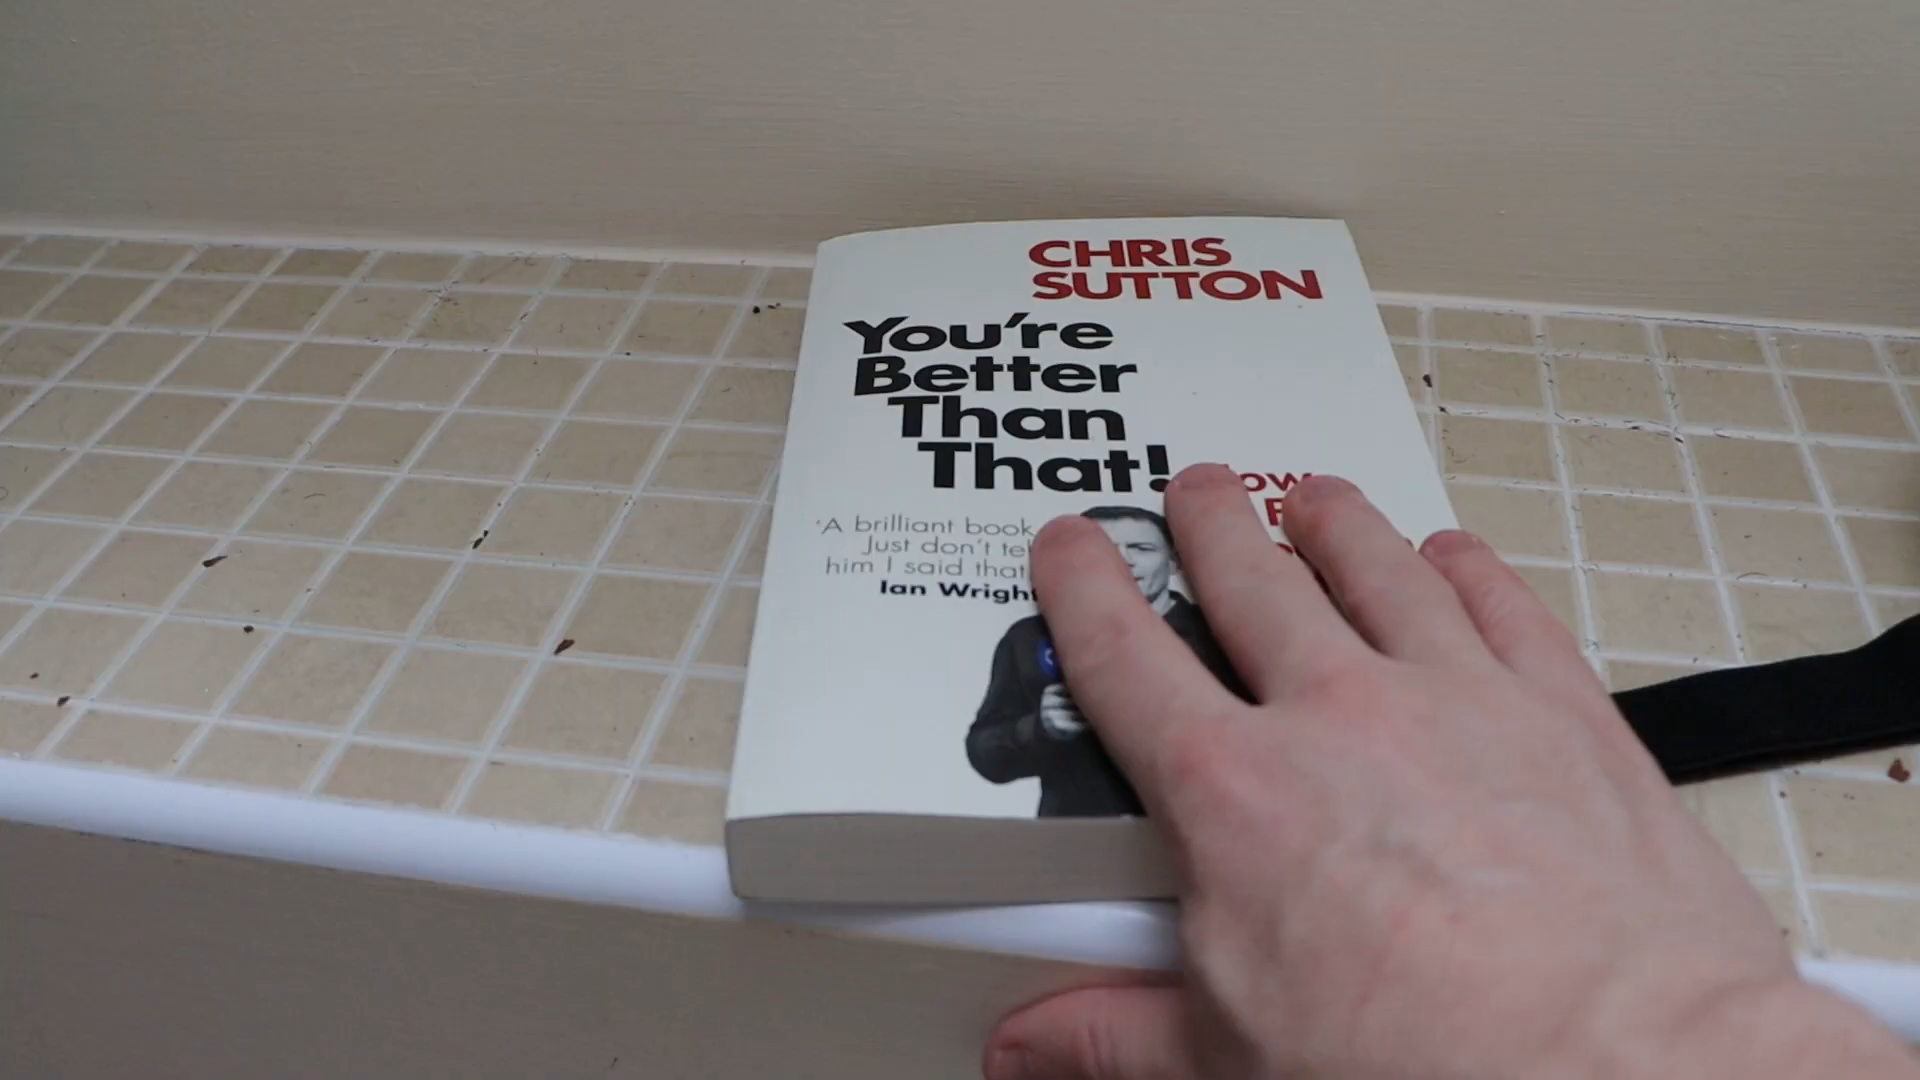 CHRIS
SUTTON
You're
Better
Than
That!
'A brilliant book
Just don't
him I said that
Ian Wright